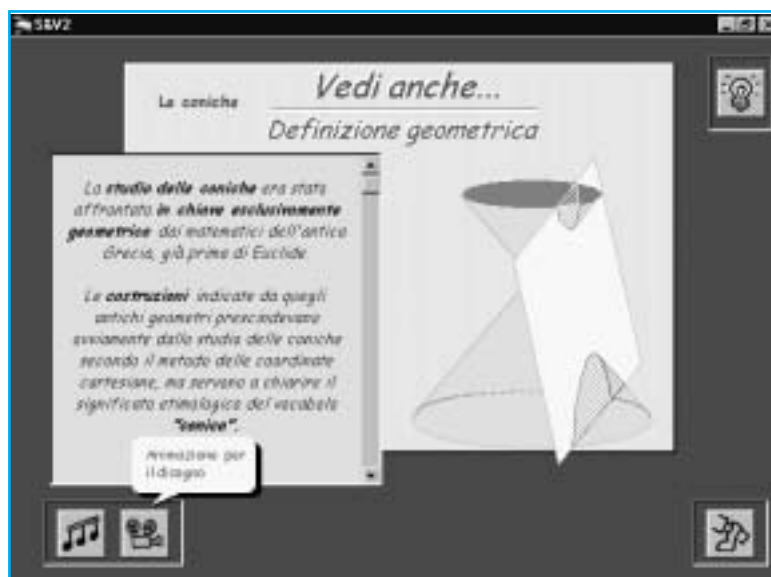 S&V2
Vedi anche...
Le coniche
Definizione geometrica
Lo studio delle coniche era stato
affrontato in chiave esclusivamente
geometrica dai matematici dell'antica
Grecia, già prima di Euclide.
Le costruzioni indicate da quegli
antichi geometri prescindevano
ovviamente dallo studio delle coniche
secondo il metodo delle coordinate
cartesiane, ma servono a chiarire il
significato etimologico del vocabolo
"conica".
Animazione per
il disegno